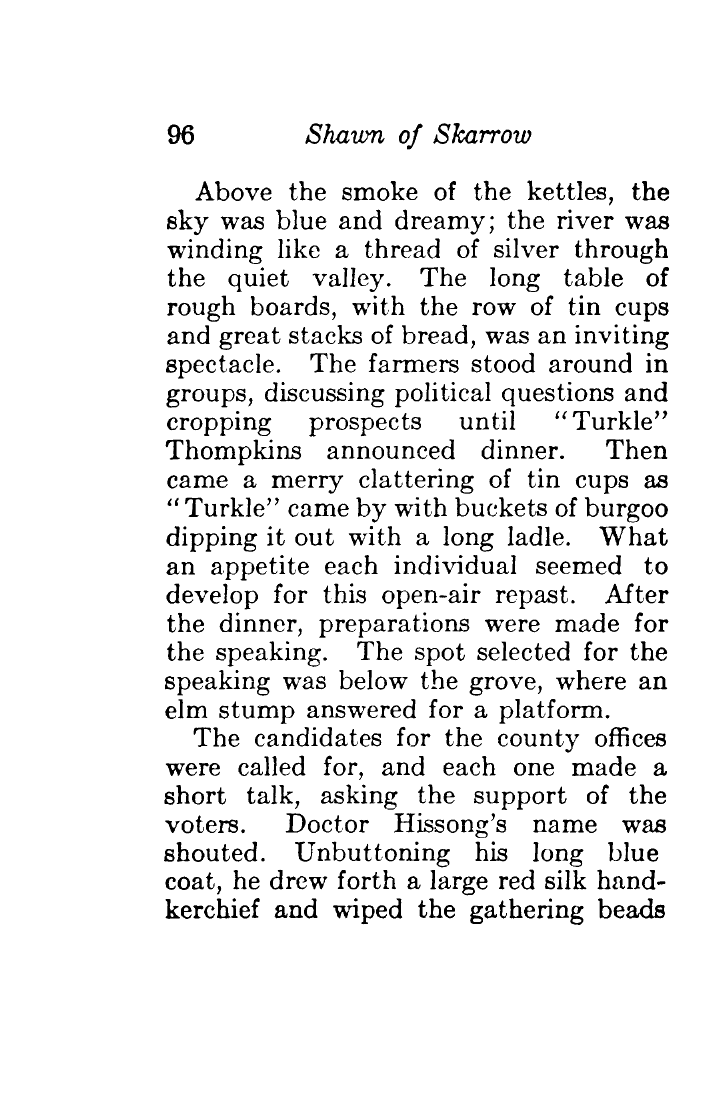 96 Shawn of Skarrow
Above the smoke of the kettles, the
sky was blue and dreamy; the river was
winding like a thread of silver through
the quiet valley. The long table of
rough boards, with the row of tin cups
and great stacks of bread, was an inviting
spectacle. The farmers stood around in
groups, discussing political questions and
cropping prospects until "Turkle"
Thompkins announced dinner. Then
came a merry clattering of tin cups as
"Turkle" came by with buckets of burgoo
dipping it out with a long ladle. What
an appetite each individual seemed to
develop for this open-air repast. After
the dinner, preparations were made for
the speaking. The spot selected for the
speaking was below the grove, where an
elm stump answered for a platform.
The candidates for the county offices
were called for, and each one made a
short talk, asking the support of the
voters. Doctor Hissong's name was
shouted. Unbuttoning his long blue
coat, he drew forth a large red silk hand-
kerchief and wiped the gathering beads